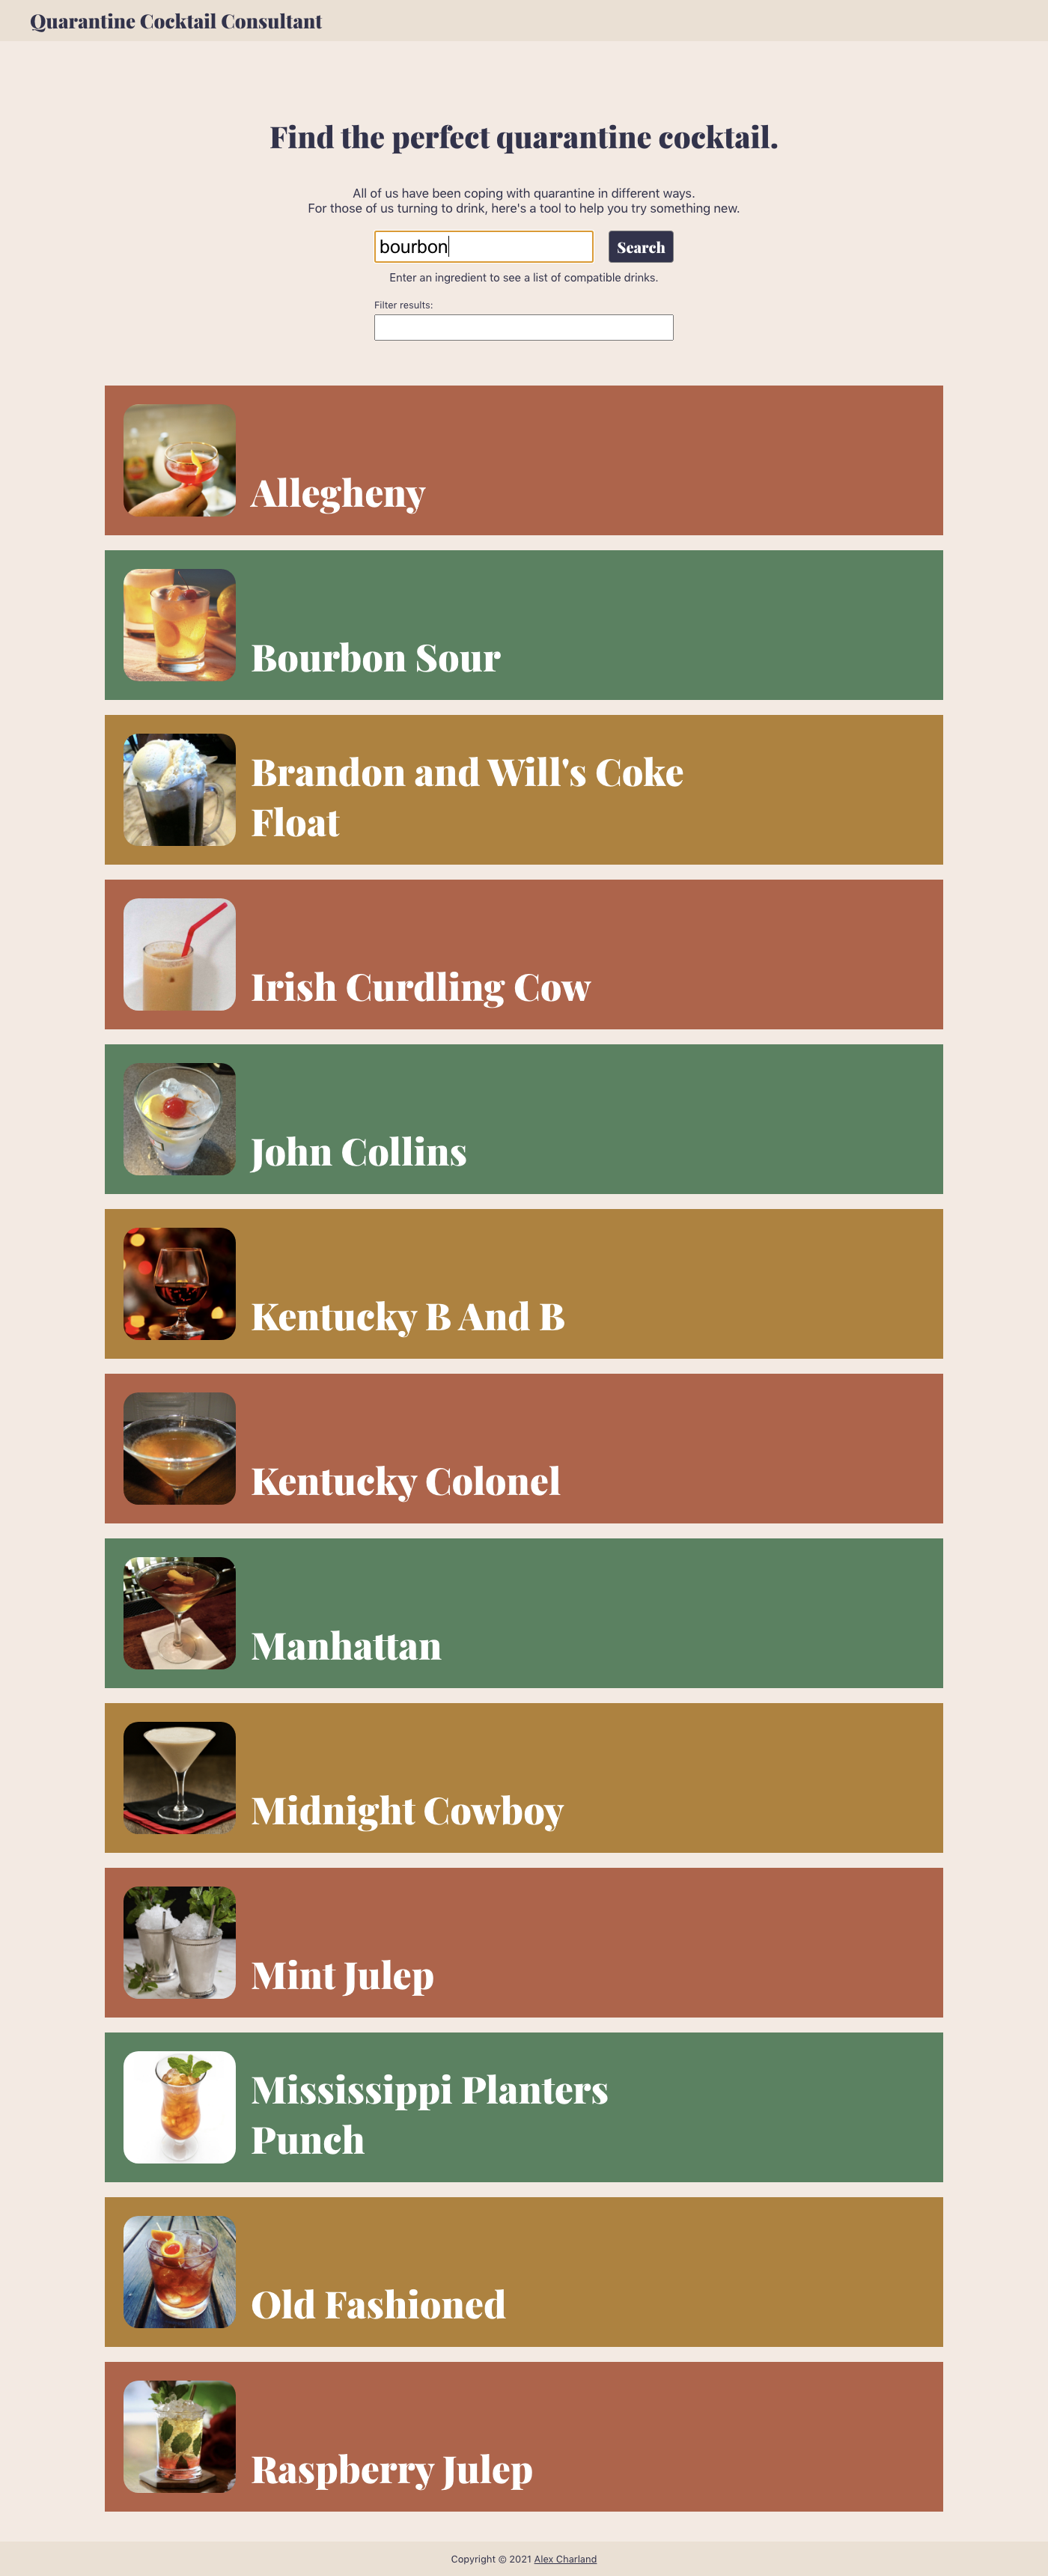 Quarantine Cocktail Consultant
Find the perfect quarantine cocktail.
All of us have been coping with quarantine in different ways.
For those of us turning to drink, here's a tool to help you try something new.
bourbon
Search
Enter an ingredient to see a list of compatible drinks.
Filter results:
Allegheny
Bourbon Sour
Brandon and Will's Coke
Float
Irish Curdling Cow
John Collins
Kentucky B And B
Kentucky Colonel
Manhattan
Midnight Cowboy
Mint Julep
Mississippi Planters
Punch
Old Fashioned
Raspberry Julep
Copyright © 2021 Alex Charland